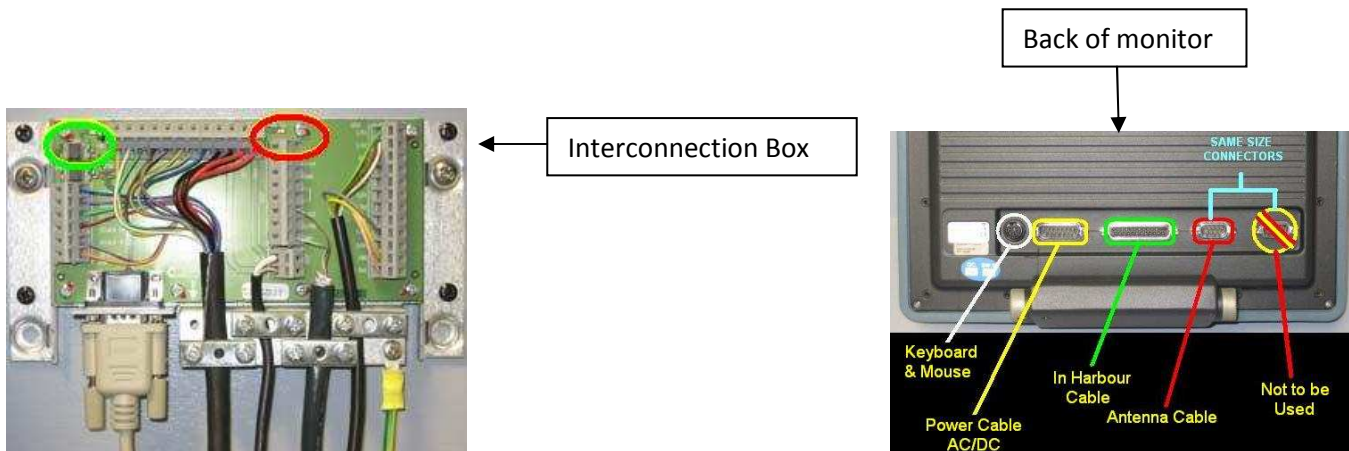 Back of monitor
Interconnection Box
SAME SIZE
CONNECTORS
Keyboard
& Mouse
In Harbour
Cable
Not to be
Used
Antenna Cable
Power Cable
AC/DC